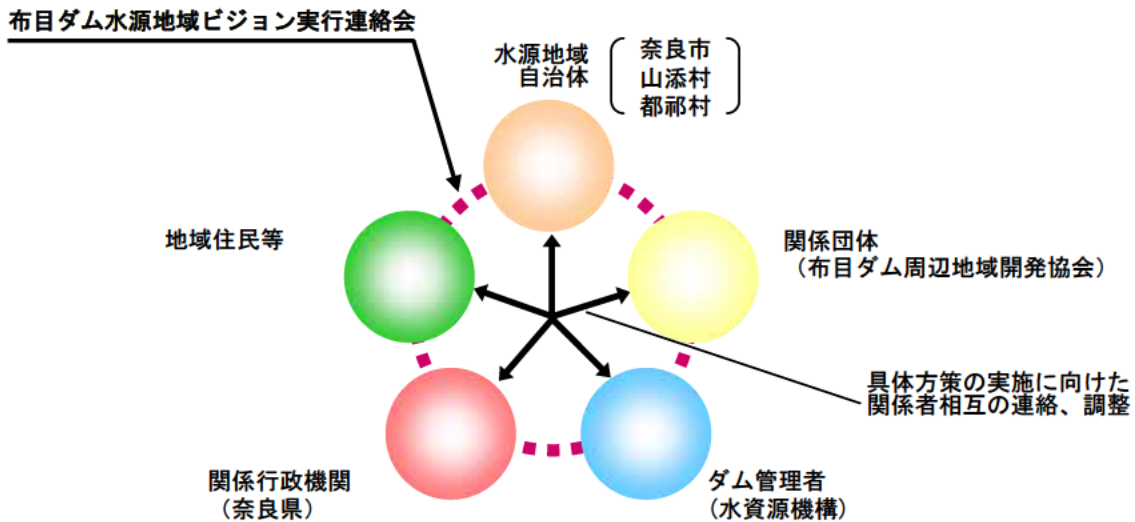 布目ダム水源地域ビジョン実行連絡会
水源地域
自治体
奈良市
山添村
都祁村
地域住民等
関係団体
（布目ダム周辺地域開発協会）
具体方策の実施に向けた
関係者相互の連絡、調整
関係行政機関
（奈良県）
ダム管理者
（水資源機構）